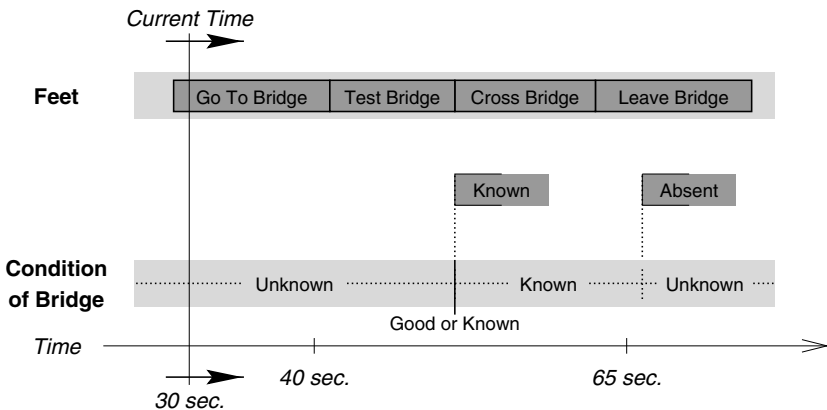 Current Time
Feet
Go To Bridge Test Bridge Cross Bridge Leave Bridge
Known Absent
Condition
of Bridge
Unknown Known Unknown
Good or Known
Time
40 sec. 65 sec.
30 sec.